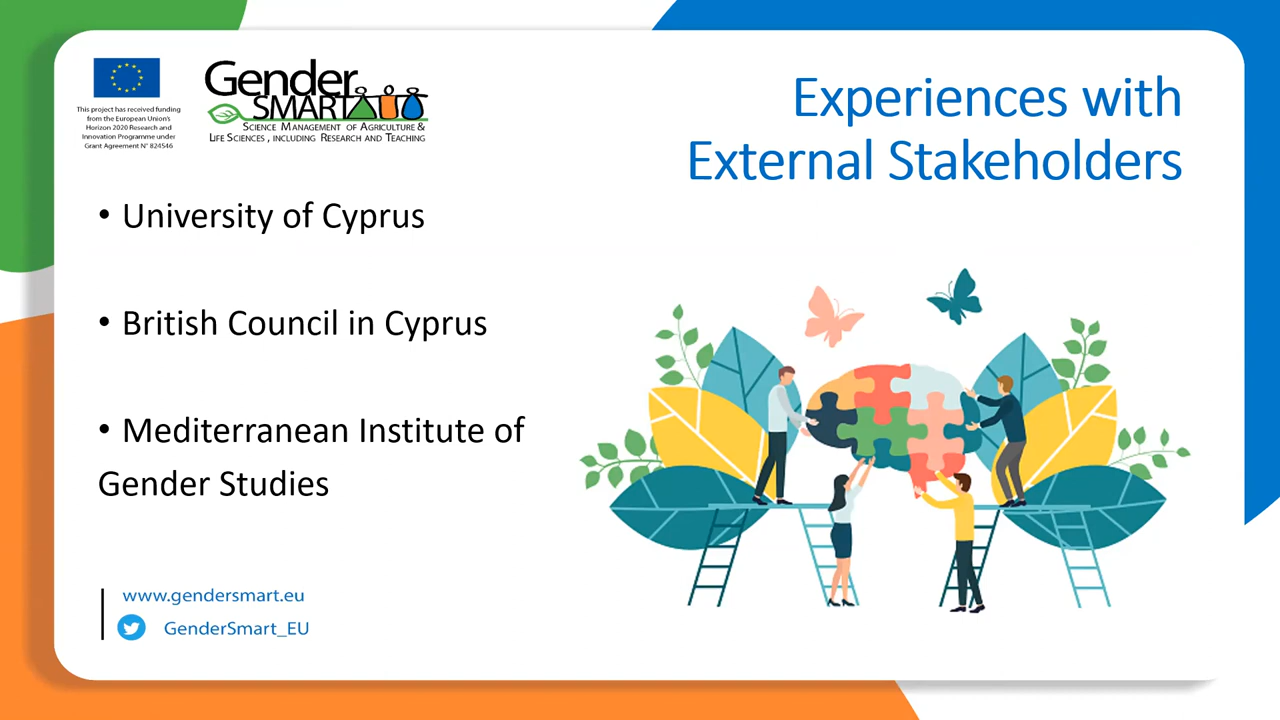 This project has received funding
from the European Union's
Horizon 2020 Research and
Innovation Programme under
Grant Agreement N° 824546
Gender
SMART
SCIENCE MANAGEMENT OF AGRICULTURE &
LIFE SCIENCES , INCLUDING RESEARCH AND TEACHING
Experiences with
External Stakeholders
• University of Cyprus
• British Council in Cyprus
• Mediterranean Institute of
Gender Studies
www.gendersmart.eu
GenderSmart_EU